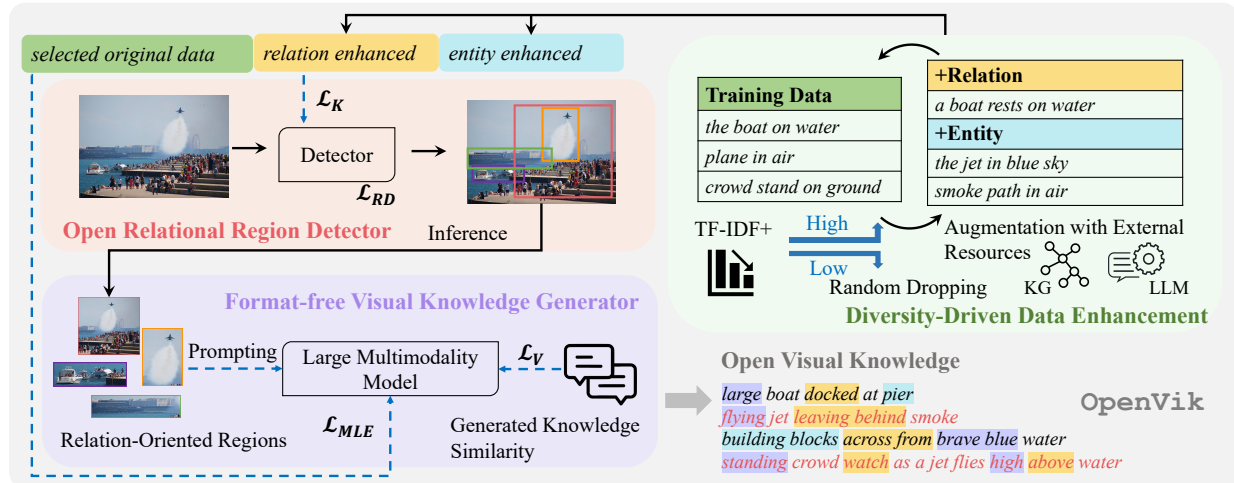 selected original data
relation enhanced
entity enhanced
ℒ_K
Detector
ℒ_RD
Open Relational Region Detector
Inference
Format-free Visual Knowledge Generator
Prompting
Large Multimodality
Model
ℒ_V
ℒ_MLE
Relation-Oriented Regions
Generated Knowledge
Similarity
Training Data
the boat on water
plane in air
crowd stand on ground
+Relation
a boat rests on water
+Entity
the jet in blue sky
smoke path in air
TF-IDF+
High
Low
Augmentation with External
Resources
KG
LLM
Random Dropping
Diversity-Driven Data Enhancement
Open Visual Knowledge
large boat docked at pier
flying jet leaving behind smoke
building blocks across from brave blue water
standing crowd watch as a jet flies high above water
OpenVik